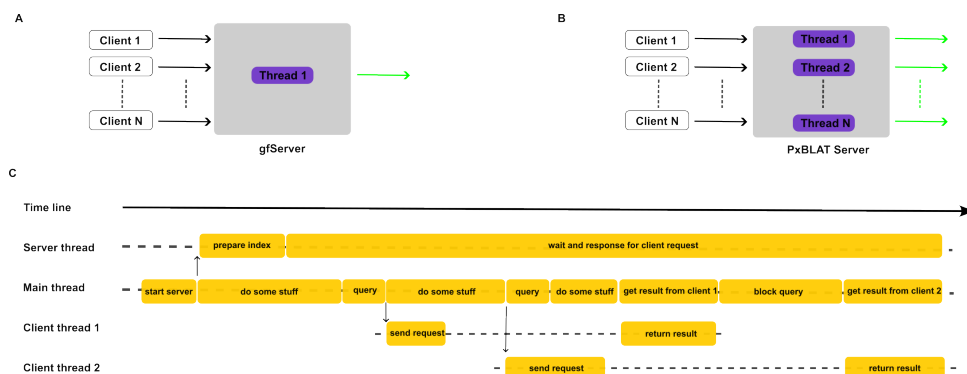 A
Client 1
Client 2
Client N
Thread 1
gfServer
B
Client 1
Client 2
Client N
Thread 1
Thread 2
Thread N
PxBLAT Server
C
Time line
Server thread
prepare index
wait and response for client request
Main thread
start server
do some stuff
query
do some stuff
query
do some stuff
get result from client 1
block query
get result from client 2
Client thread 1
send request
return result
Client thread 2
send request
return result